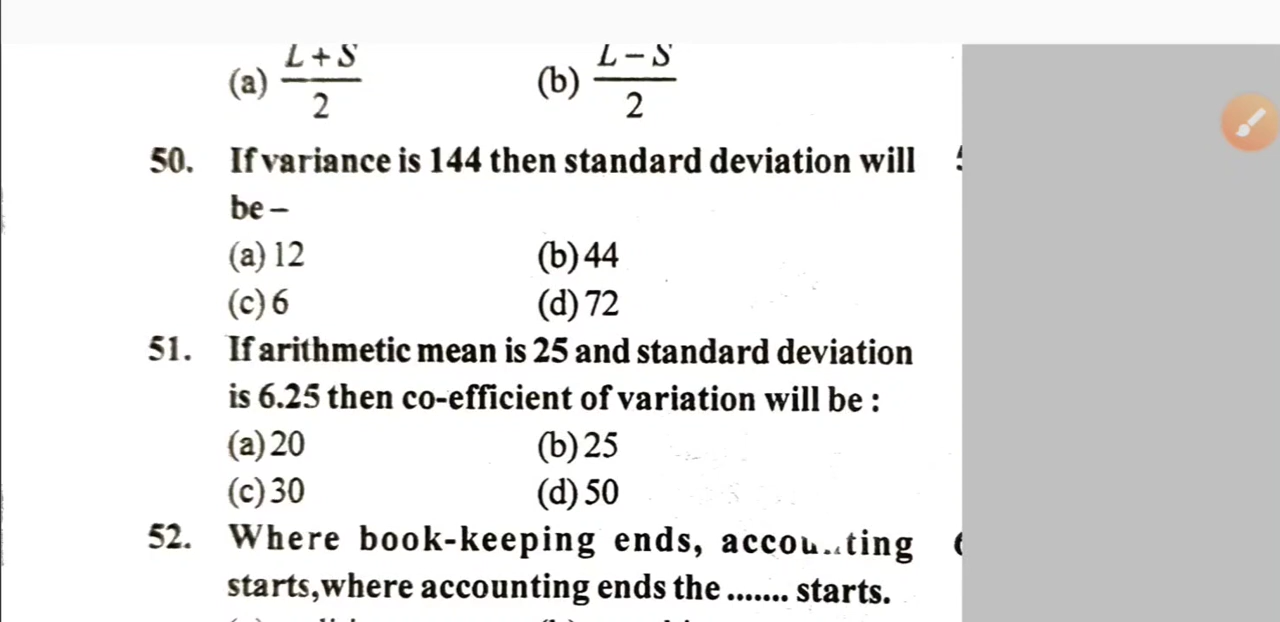 (a) L + S / 2 (b) L − S / 2
50. If variance is 144 then standard deviation will
be –
(a) 12 (b) 44
(c) 6 (d) 72
51. If arithmetic mean is 25 and standard deviation
is 6.25 then co-efficient of variation will be :
(a) 20 (b) 25
(c) 30 (d) 50
52. Where book-keeping ends, accou..ting
starts,where accounting ends the ....... starts.